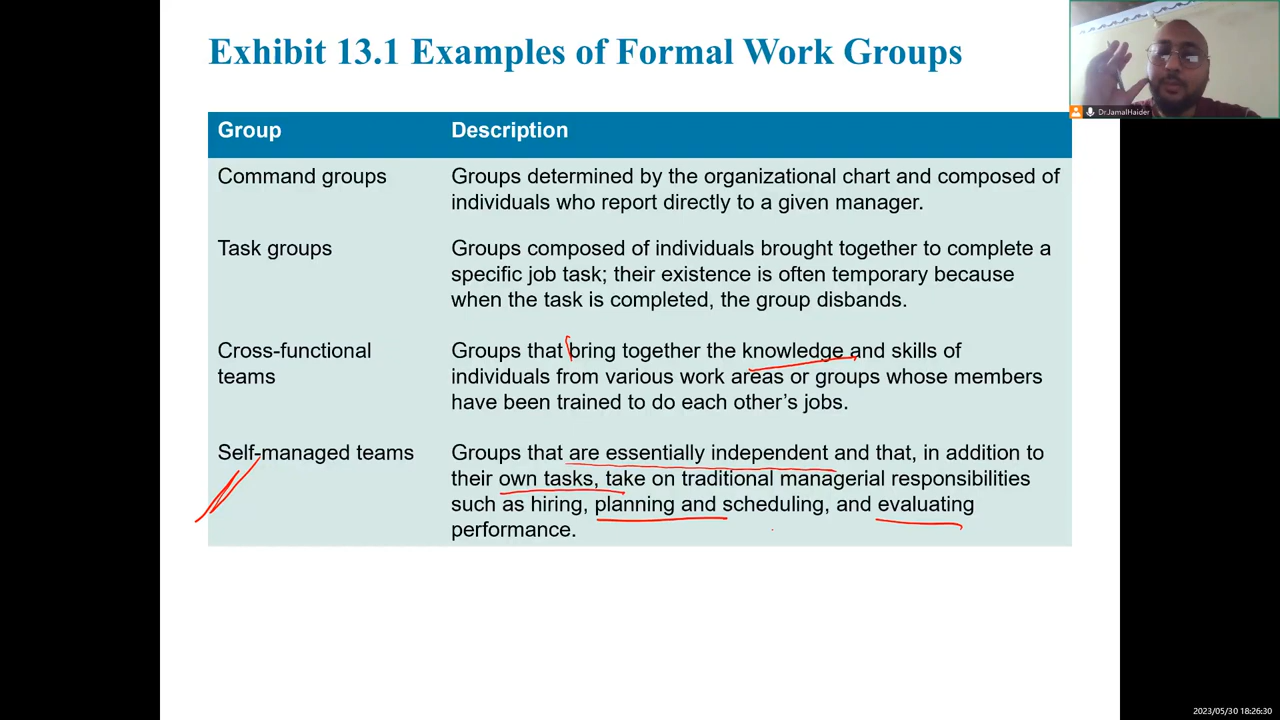 Exhibit 13.1 Examples of Formal Work Groups
Dr.JamalHaider
Group Description
Command groups Groups determined by the organizational chart and composed of
individuals who report directly to a given manager.
Task groups Groups composed of individuals brought together to complete a
specific job task; their existence is often temporary because
when the task is completed, the group disbands.
Cross-functional Groups that bring together the knowledge and skills of
teams individuals from various work areas or groups whose members
have been trained to do each other’s jobs.
Self-managed teams Groups that are essentially independent and that, in addition to
their own tasks, take on traditional managerial responsibilities
such as hiring, planning and scheduling, and evaluating
performance.
2023/05/30 18:26:30